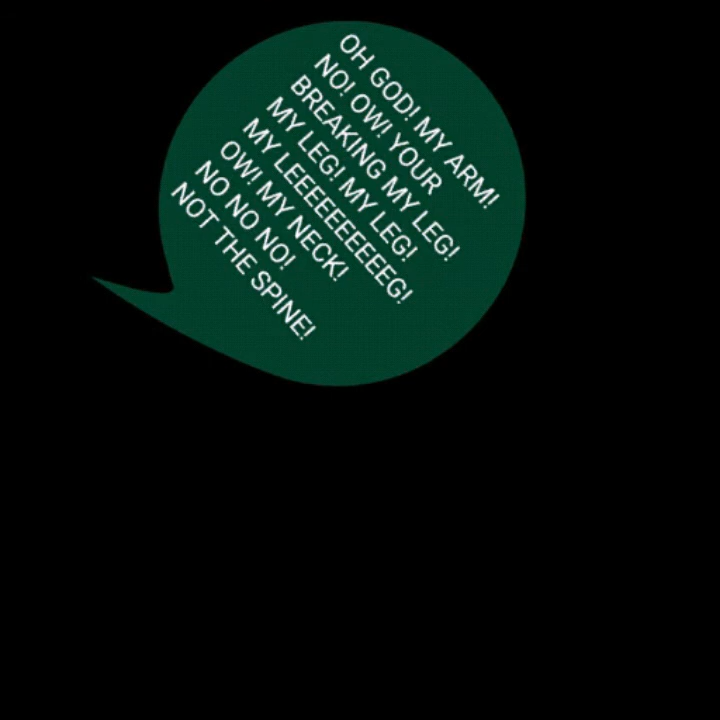 OH GOD! MY ARM!
NO! OW! YOUR
BREAKING MY LEG!
MY LEG! MY LEG!
MY LEEEEEEEEEEG!
OW! MY NECK!
NO NO NO!
NOT THE SPINE!